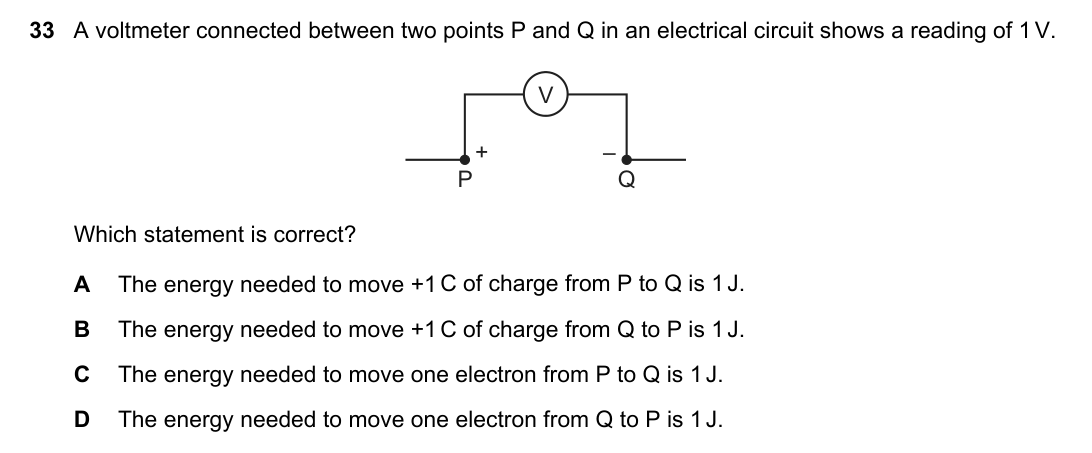 33 A voltmeter connected between two points P and Q in an electrical circuit shows a reading of 1 V.
V
+ –
P Q
Which statement is correct?
A The energy needed to move +1 C of charge from P to Q is 1 J.
B The energy needed to move +1 C of charge from Q to P is 1 J.
C The energy needed to move one electron from P to Q is 1 J.
D The energy needed to move one electron from Q to P is 1 J.